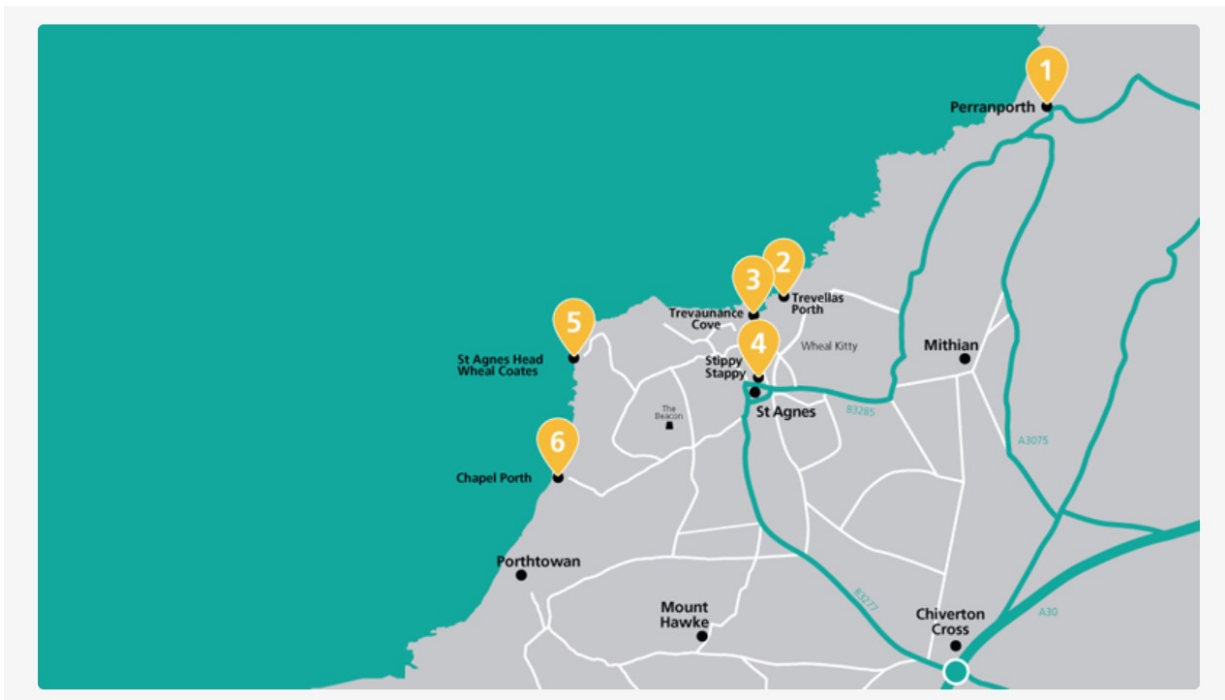 1
Perranporth
2
3
Trevellas
Porth
Trevaunance
Cove
5
4
Wheal Kitty
Mithian
St Agnes Head
Wheal Coates
Stippy
Stappy
St Agnes
B3285
The
Beacon
A3075
6
Chapel Porth
Porthtowan
Mount
Hawke
B3277
Chiverton
Cross
A30